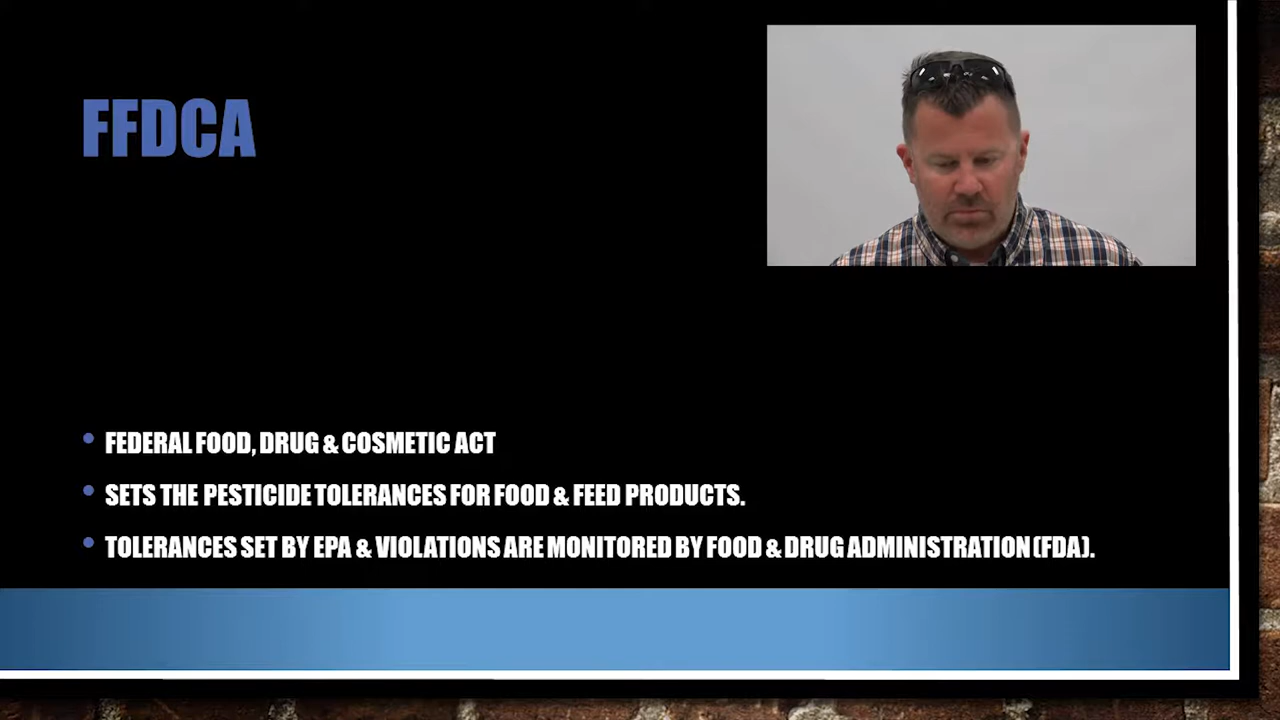 FFDCA
FEDERAL FOOD, DRUG & COSMETIC ACT
SETS THE PESTICIDE TOLERANCES FOR FOOD & FEED PRODUCTS.
TOLERANCES SET BY EPA & VIOLATIONS ARE MONITORED BY FOOD & DRUG ADMINISTRATION (FDA).